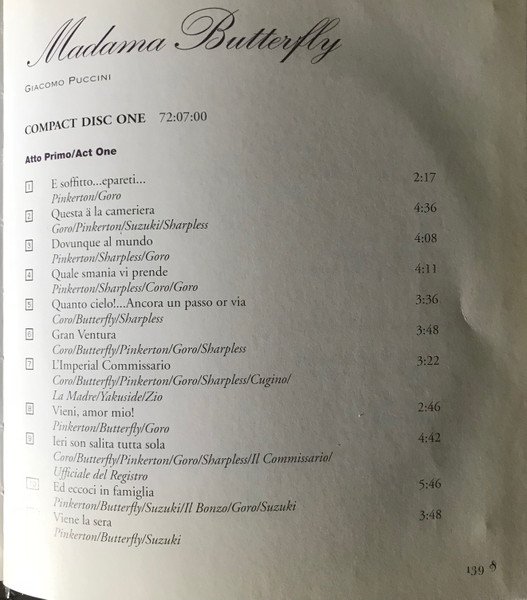 Madama Butterfly
GIACOMO PUCCINI
COMPACT DISC ONE 72:07:00
Atto Primo/Act One
1 E soffitto...epareti... 2:17
Pinkerton/Goro
2 Questa ä la cameriera 4:36
Goro/Pinkerton/Suzuki/Sharpless
3 Dovunque al mundo 4:08
Pinkerton/Sharpless/Goro
4 Quale smania vi prende 4:11
Pinkerton/Sharpless/Coro/Goro
5 Quanto cielo!...Ancora un passo or via 3:36
Coro/Butterfly/Sharpless
6 Gran Ventura 3:48
Coro/Butterfly/Pinkerton/Goro/Sharpless
7 L'Imperial Commissario 3:22
Coro/Butterfly/Pinkerton/Goro/Sharpless/Cugino/
La Madre/Yakuside/Zio
8 Vieni, amor mio! 2:46
Pinkerton/Butterfly/Goro
9 Ieri son salita tutta sola 4:42
Coro/Butterfly/Pinkerton/Goro/Sharpless/Il Commissario/
Ufficiale del Registro
Ed eccoci in famiglia 5:46
Pinkerton/Butterfly/Suzuki/Il Bonzo/Goro/Suzuki
Viene la sera 3:48
Pinkerton/Butterfly/Suzuki
139